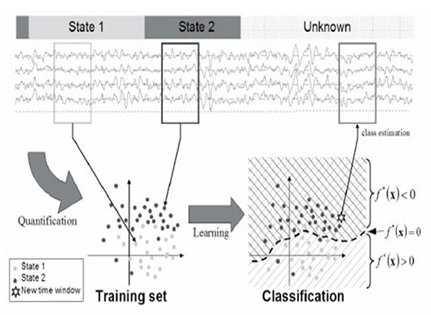 State 1
State 2
Unknown
class estimation
Quantification
Learning
f*(x)<0
f*(x)=0
f*(x)>0
State 1
State 2
New time window
Training set
Classification